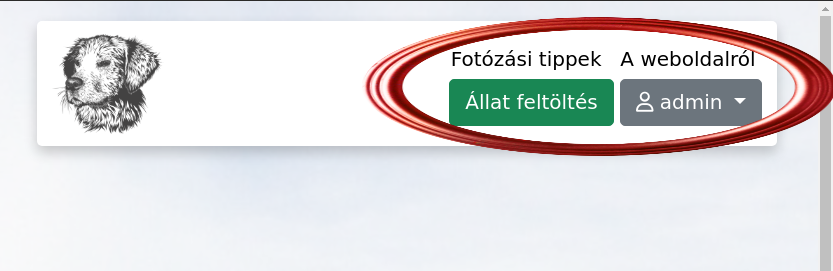 Fotózási tippek A weboldalról
Állat feltöltés admin